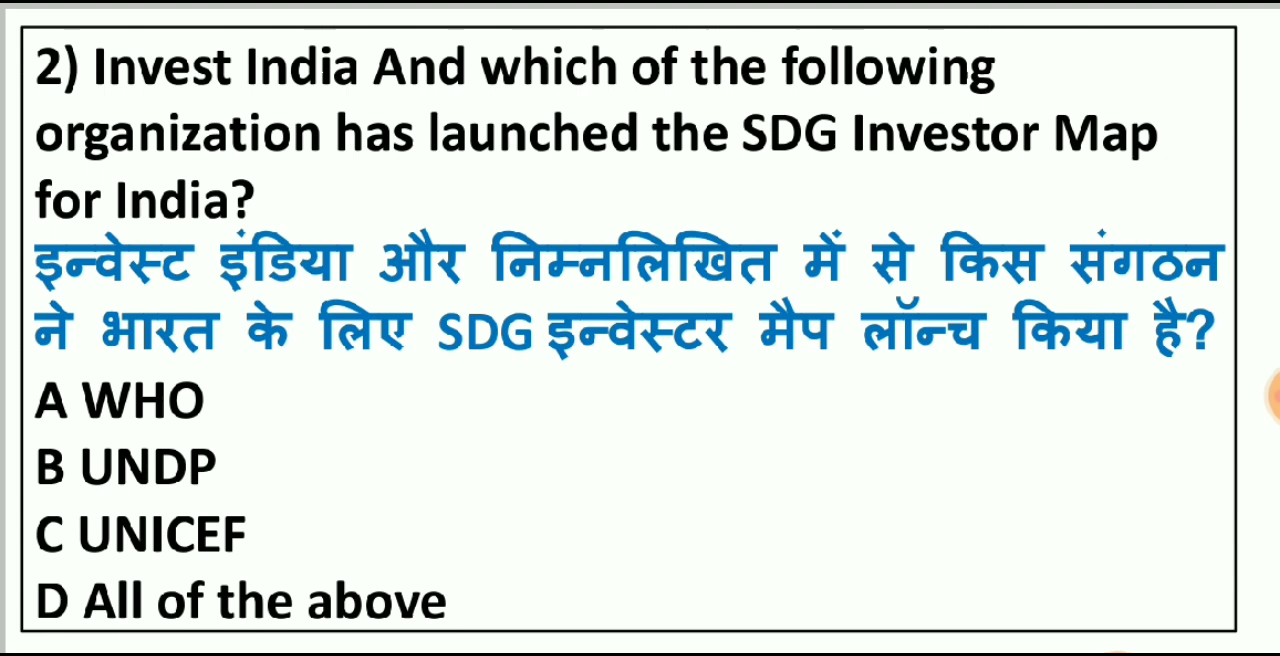 2) Invest India And which of the following
organization has launched the SDG Investor Map
for India?
इन्वेस्ट इंडिया और निम्नलिखित में से किस संगठन
ने भारत के लिए SDG इन्वेस्टर मैप लॉन्च किया है?
A WHO
B UNDP
C UNICEF
D All of the above